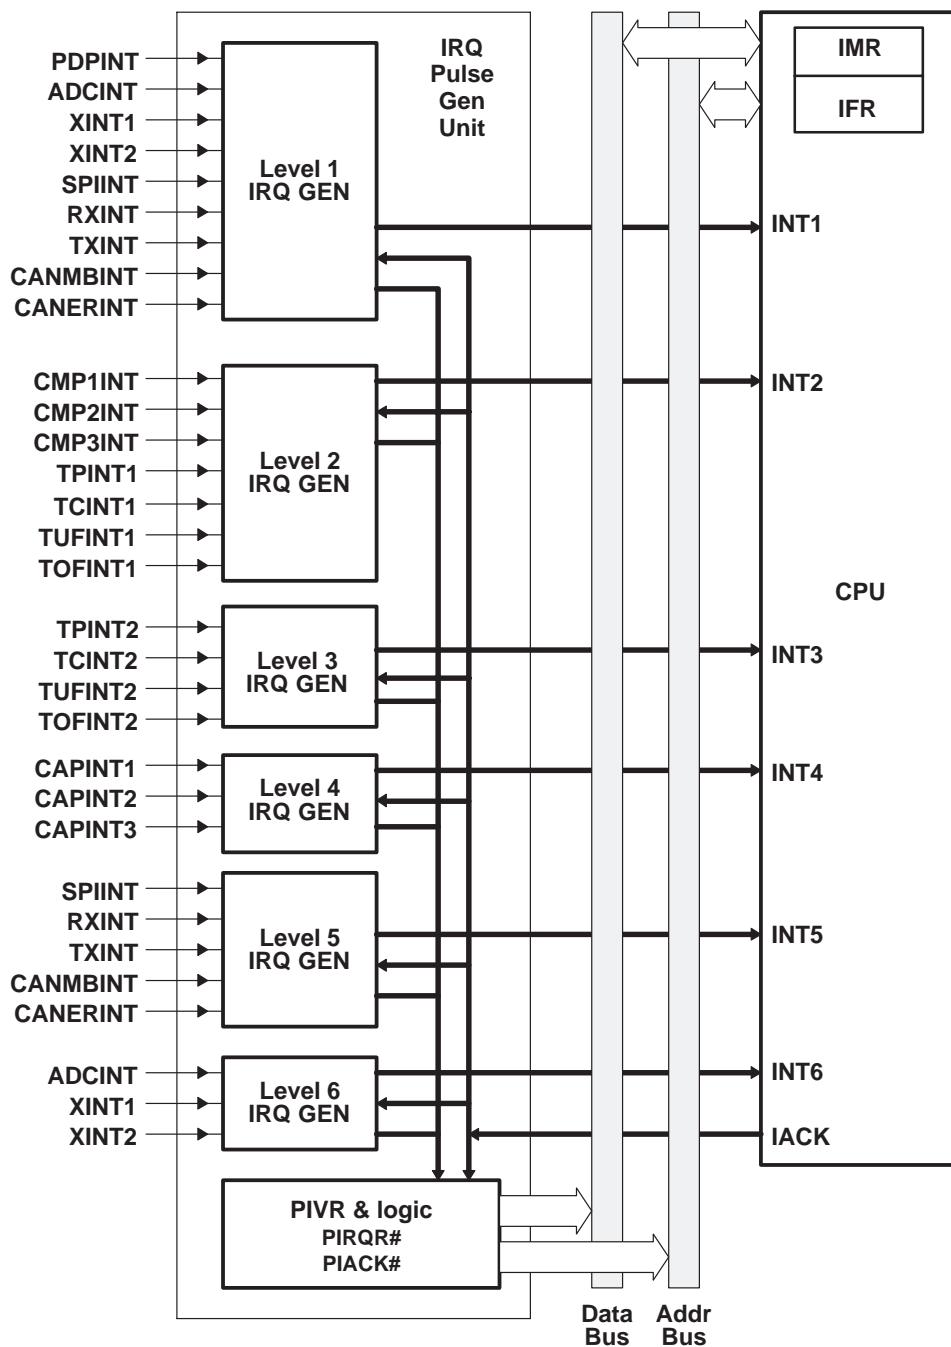 IRQ
Pulse
Gen
Unit
PDPINT
ADCINT
XINT1
XINT2
SPIINT
RXINT
TXINT
CANMBINT
CANERINT
Level 1
IRQ GEN
IMR
IFR
INT1
CMP1INT
CMP2INT
CMP3INT
TPINT1
TCINT1
TUFINT1
TOFINT1
Level 2
IRQ GEN
INT2
CPU
TPINT2
TCINT2
TUFINT2
TOFINT2
Level 3
IRQ GEN
INT3
CAPINT1
CAPINT2
CAPINT3
Level 4
IRQ GEN
INT4
SPIINT
RXINT
TXINT
CANMBINT
CANERINT
Level 5
IRQ GEN
INT5
ADCINT
XINT1
XINT2
Level 6
IRQ GEN
INT6
IACK
PIVR & logic
PIRQR#
PIACK#
Data
Bus
Addr
Bus